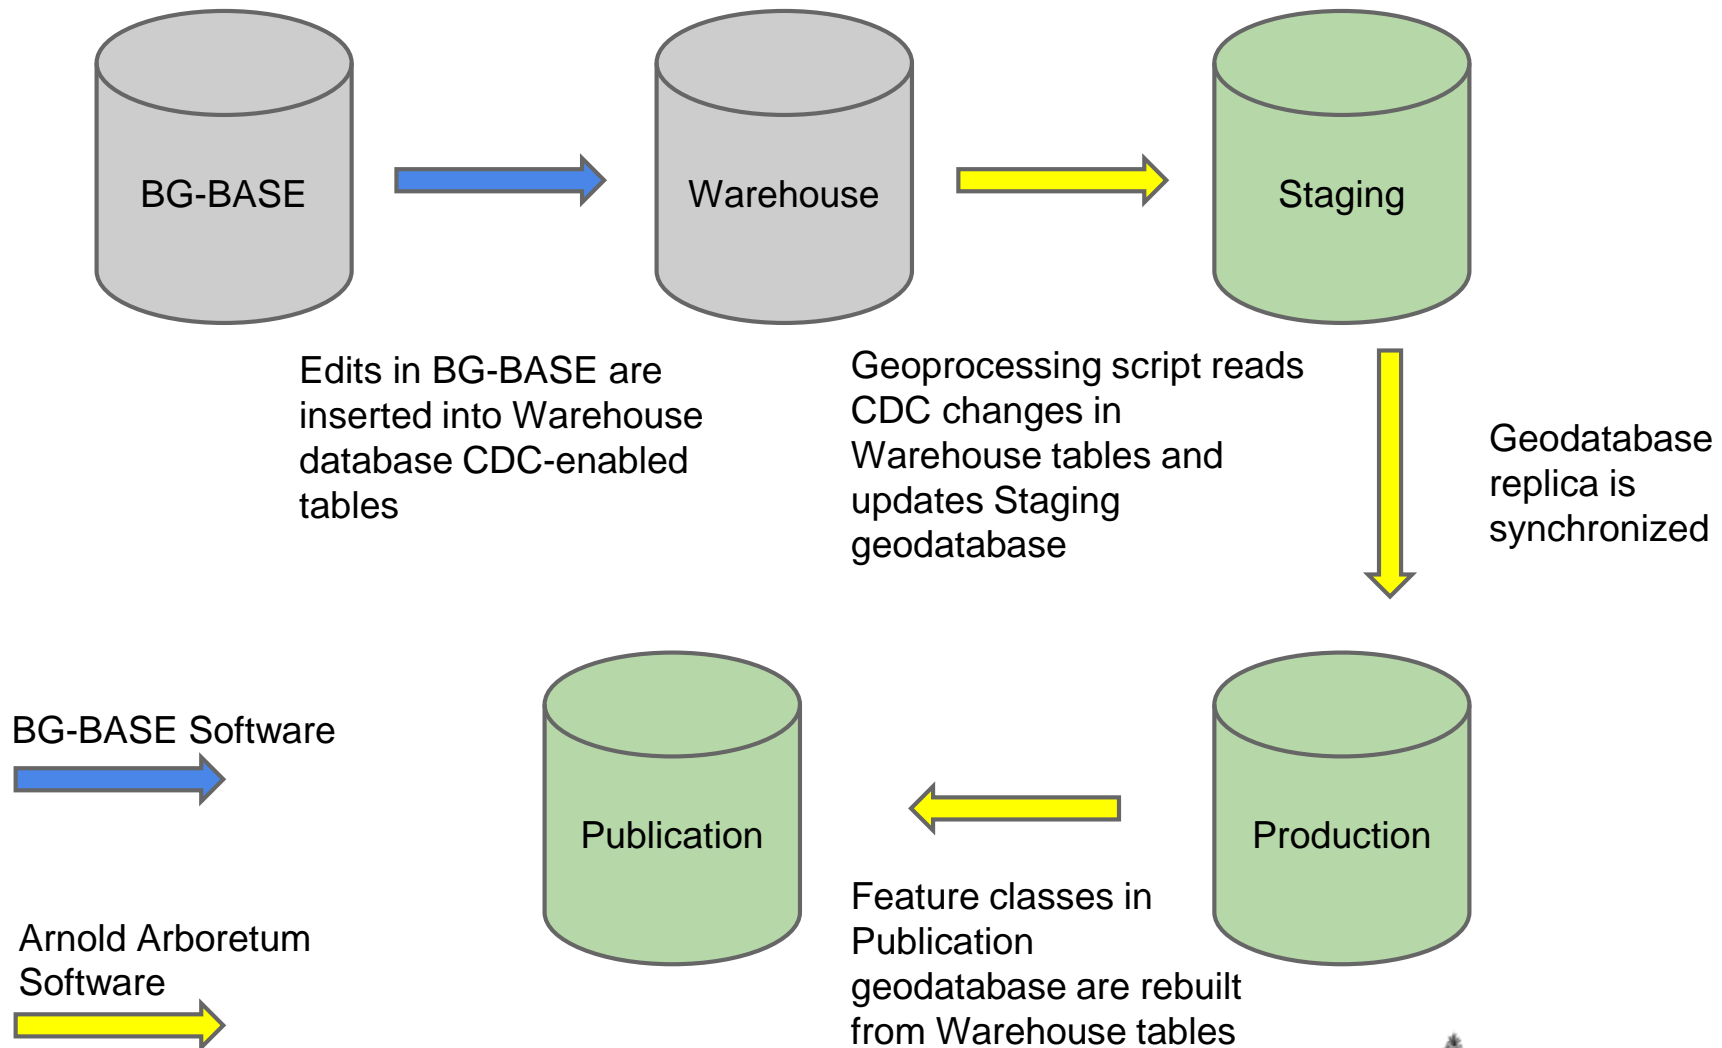 BG-BASE
Warehouse
Staging
Edits in BG-BASE are
inserted into Warehouse
database CDC-enabled
tables
Geoprocessing script reads
CDC changes in
Warehouse tables and
updates Staging
geodatabase
Geodatabase
replica is
synchronized
BG-BASE Software
Publication
Production
Arnold Arboretum
Software
Feature classes in
Publication
geodatabase are rebuilt
from Warehouse tables